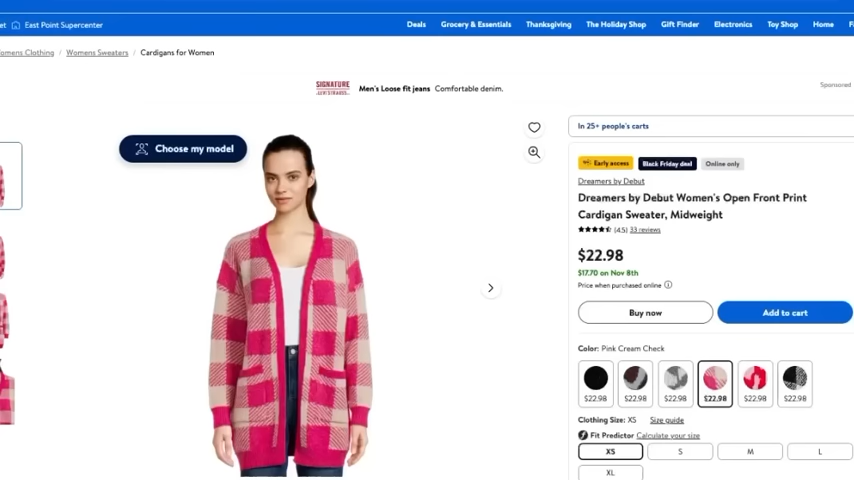 East Point Supercenter
Deals
Grocery & Essentials
Thanksgiving
The Holiday Shop
Gift Finder
Electronics
Toy Shop
Home
omens Clothing / Womens Sweaters / Cardigans for Women
SIGNATURE
Men's Loose fit jeans Comfortable denim.
Sponsored
In 25+ people's carts
Choose my model
Early access
Black Friday deal
Online only
Dreamers by Debut
Dreamers by Debut Women's Open Front Print
Cardigan Sweater, Midweight
(4.5) 33 reviews
$22.98
$17.70 on Nov 8th
Price when purchased online
Buy now
Add to cart
Color: Pink Cream Check
$22.98
$22.98
$22.98
$22.98
$22.98
$22.98
Clothing Size: XS Size guide
Fit Predictor Calculate your size
XS
S
M
L
XL